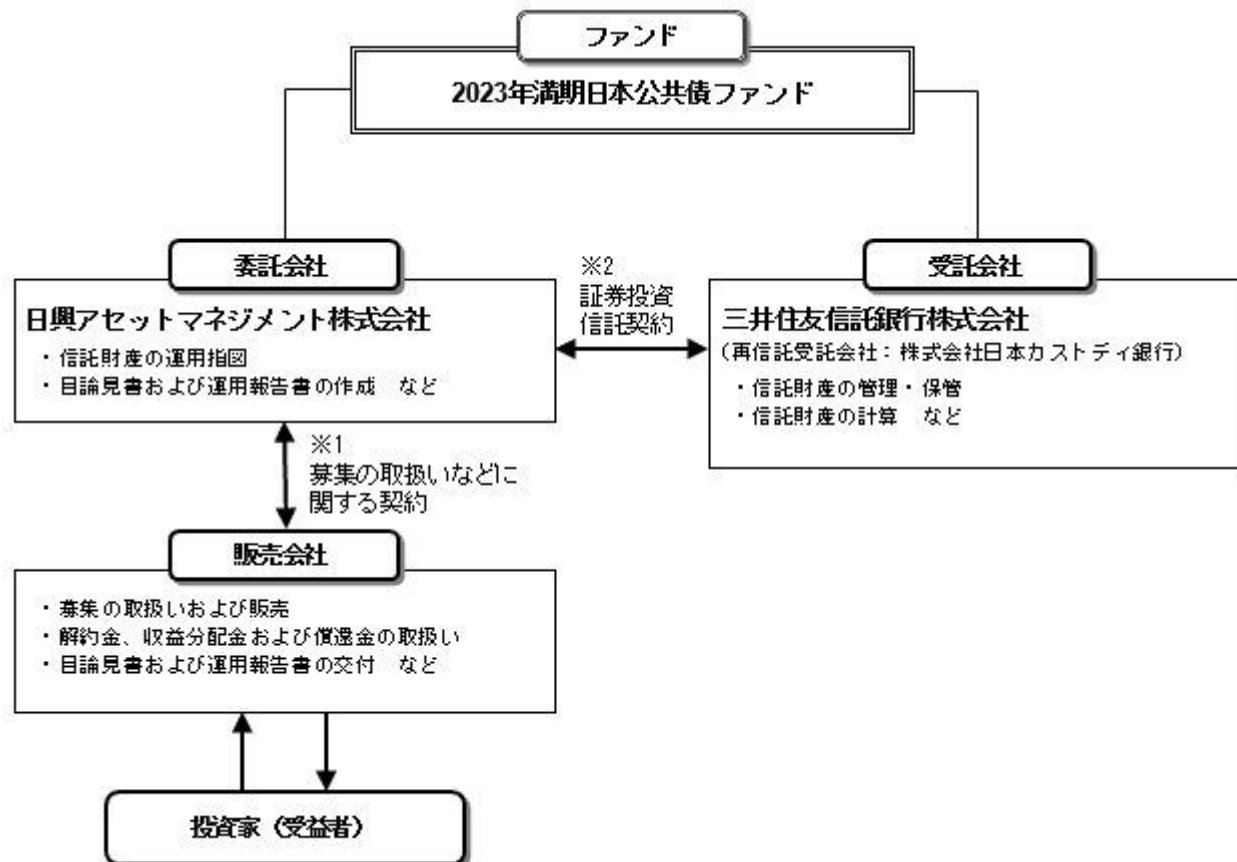 ファンド
2023年満期日本公共債ファンド
委託会社
日興アセットマネジメント株式会社
・信託財産の運用指図
・目論見書および運用報告書の作成　など
※2
証券投資
信託契約
受託会社
三井住友信託銀行株式会社
（再信託受託会社：株式会社日本カストディ銀行）
・信託財産の管理・保管
・信託財産の計算　など
※1
募集の取扱いなどに
関する契約
販売会社
・募集の取扱いおよび販売
・解約金、収益分配金および償還金の取扱い
・目論見書および運用報告書の交付　など
投資家（受益者）